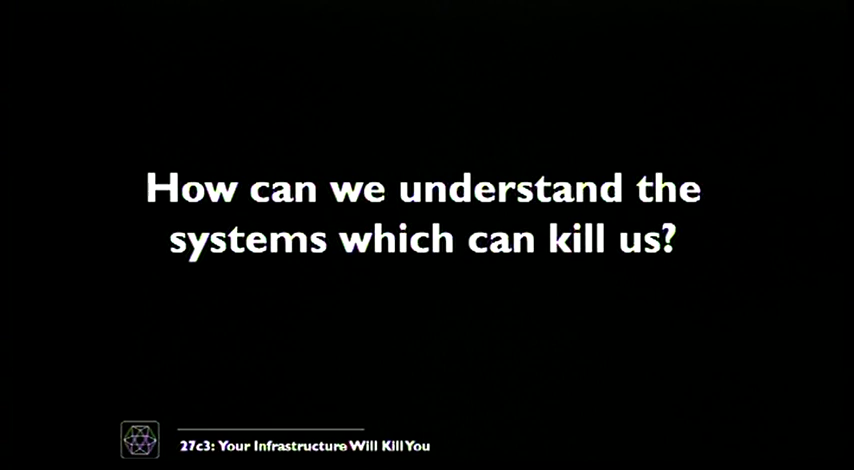 How can we understand the
systems which can kill us?
27c3: Your Infrastructure Will Kill You